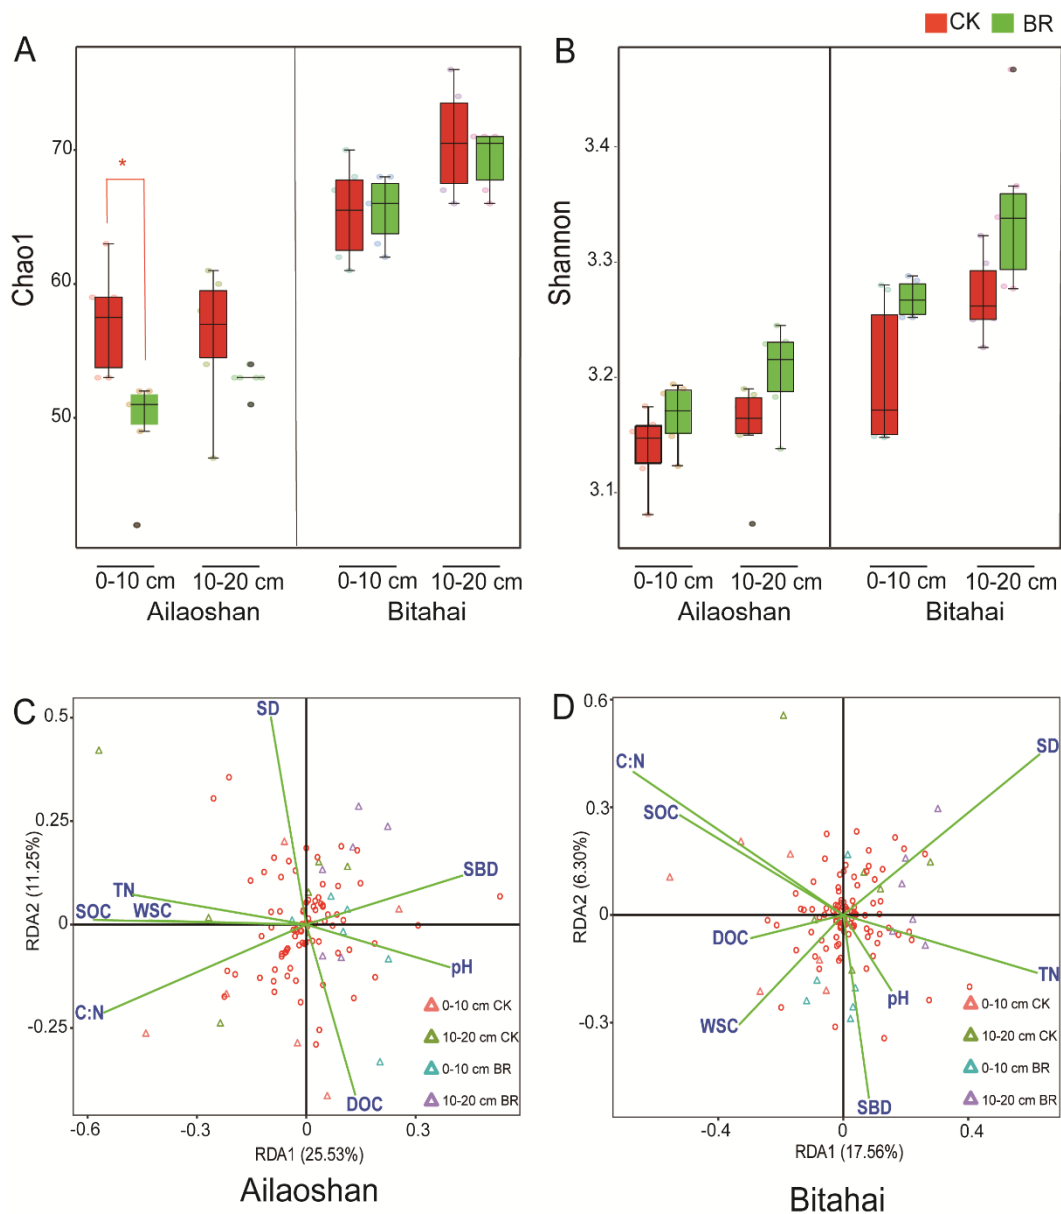 CK BR
A
Chao1
70
60
50
*
0-10 cm 10-20 cm 0-10 cm 10-20 cm
Ailaoshan Bitahai
B
Shannon
3.4
3.3
3.2
3.1
0-10 cm 10-20 cm 0-10 cm 10-20 cm
Ailaoshan Bitahai
C
RDA2 (11.25%)
0.5
0.25
0
-0.25
SD
SBD
TN
SOC WSC
pH
C:N
DOC
0-10 cm CK
10-20 cm CK
0-10 cm BR
10-20 cm BR
-0.6 -0.3 0 0.3
RDA1 (25.53%)
Ailaoshan
D
RDA2 (6.30%)
0.6
0.3
0
-0.3
SD
C:N
SOC
DOC
TN
pH
WSC
SBD
0-10 cm CK
10-20 cm CK
0-10 cm BR
10-20 cm BR
-0.4 0 0.4
RDA1 (17.56%)
Bitahai